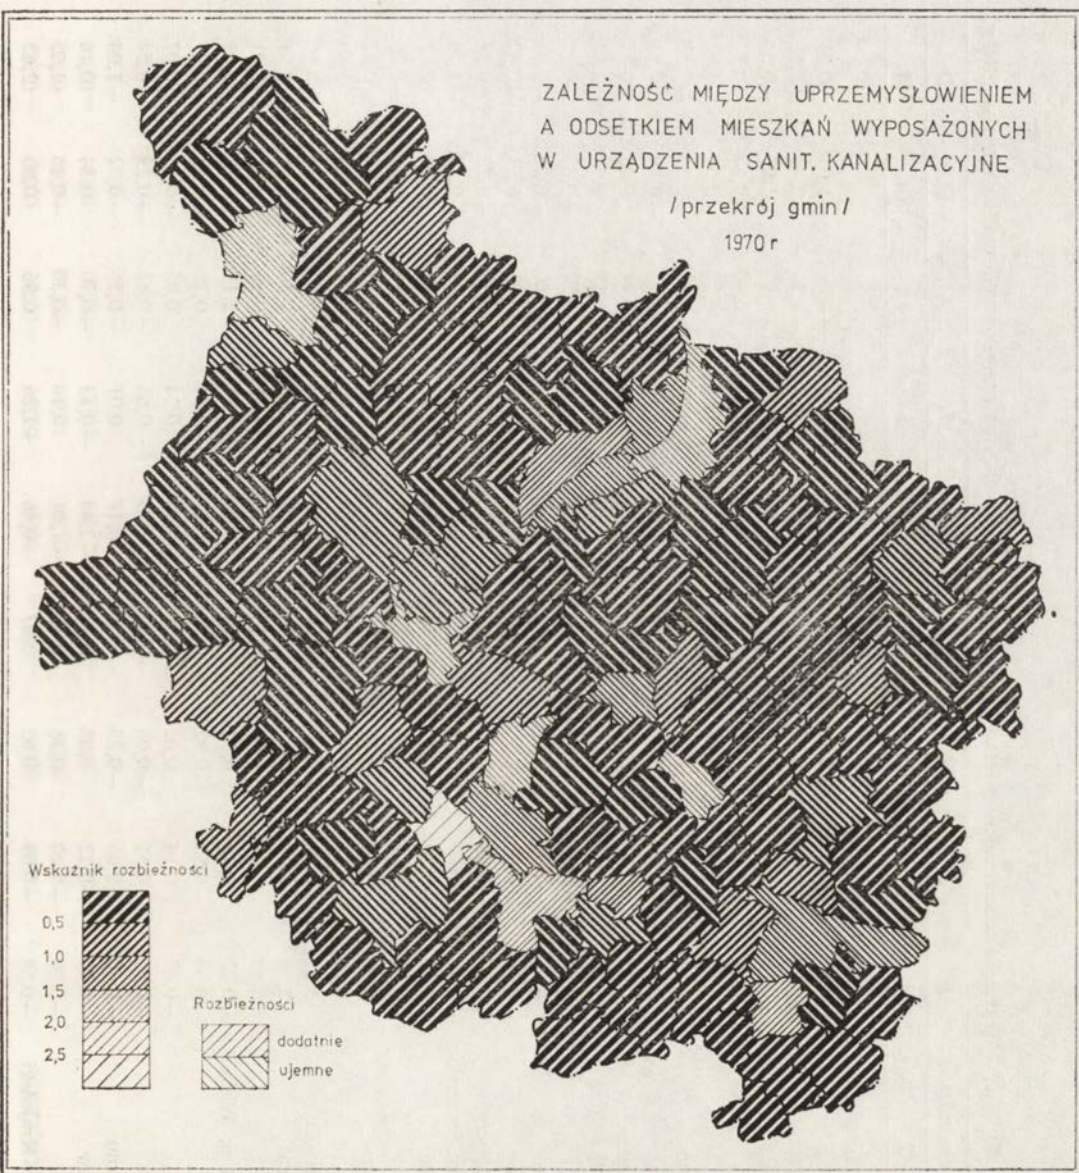 ZALEŻNOŚĆ MIĘDZY UPRZEMYSŁOWIENIEM
A ODSETKIEM MIESZKAŃ WYPOSAŻONYCH
W URZĄDZENIA SANIT. KANALIZACYJNE
/przekrój gmin/
1970 r
Wskaźnik rozbieżności
0,5
1,0
1,5
2,0
2,5
Rozbieżności
dodatnie
ujemne